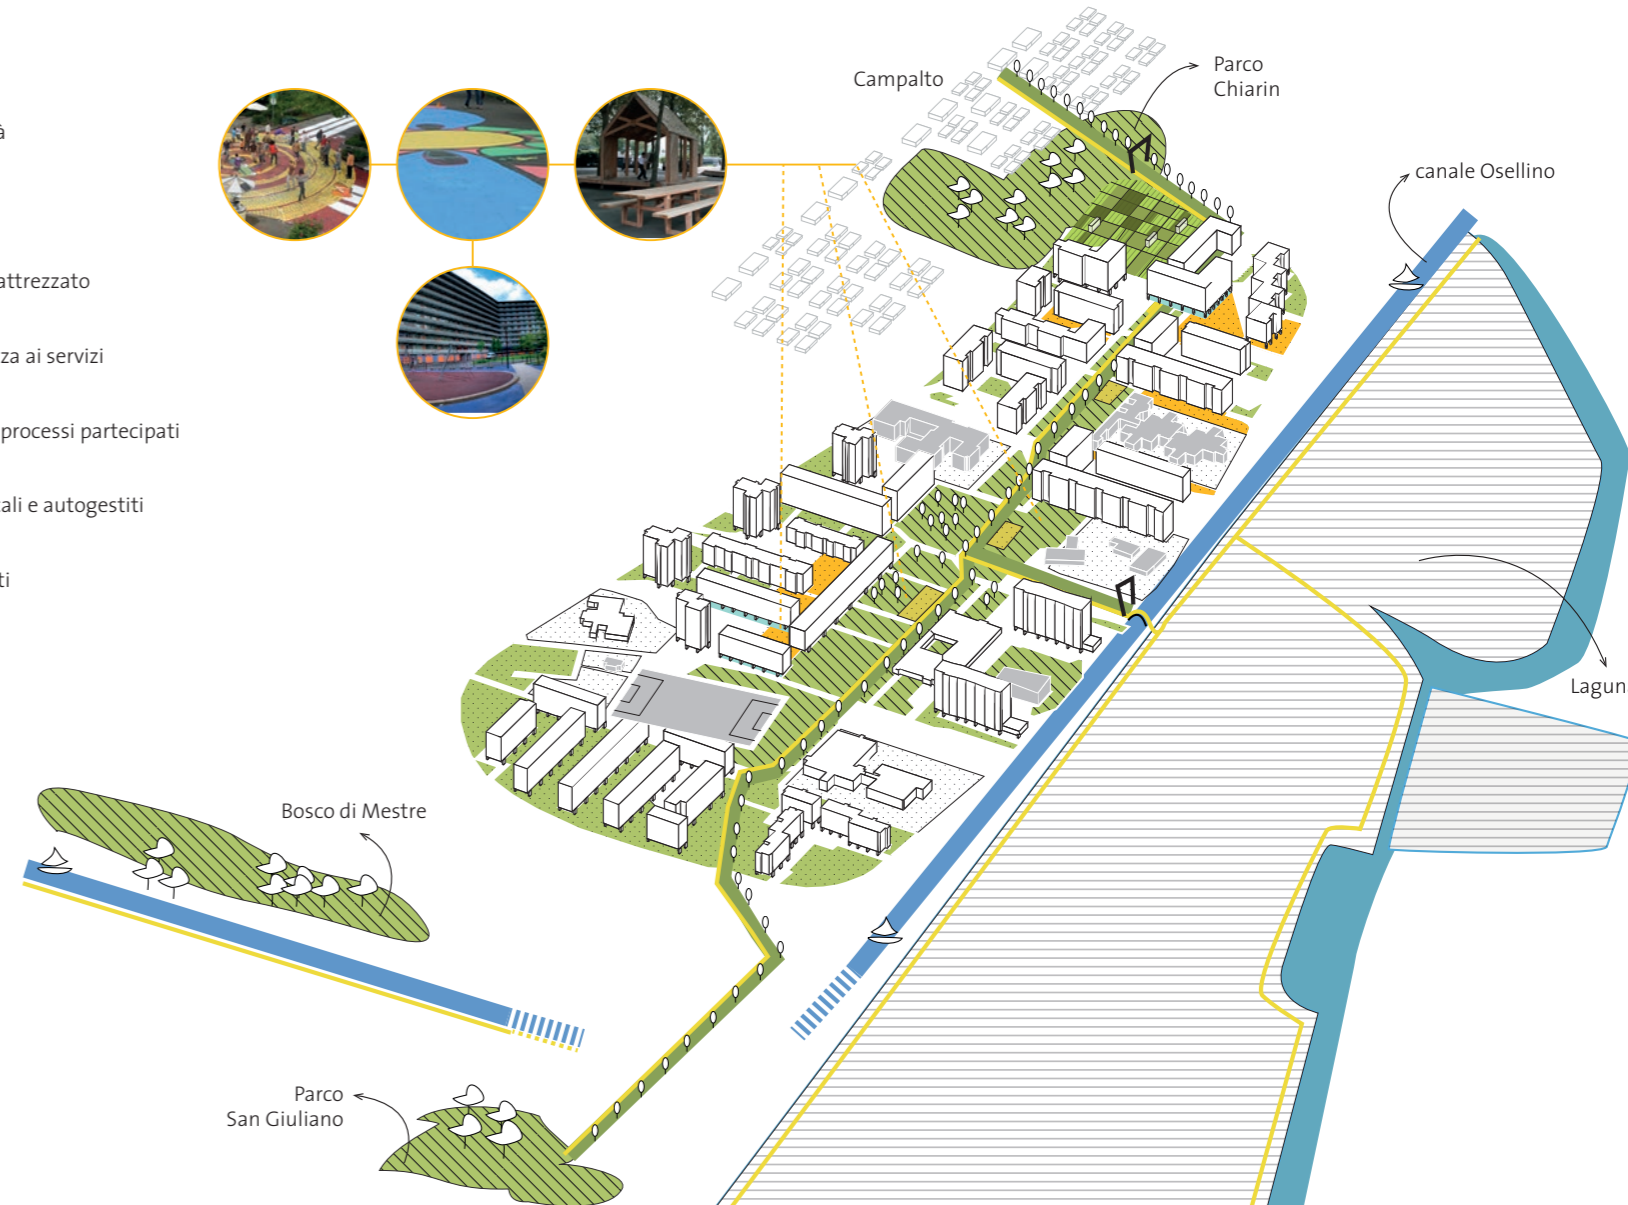 à
attrezzato
za ai servizi
processi partecipati
ali e autogestiti
ti
Campalto
Parco
Chiarin
canale Osellino
Lagun
Bosco di Mestre
Parco
San Giuliano